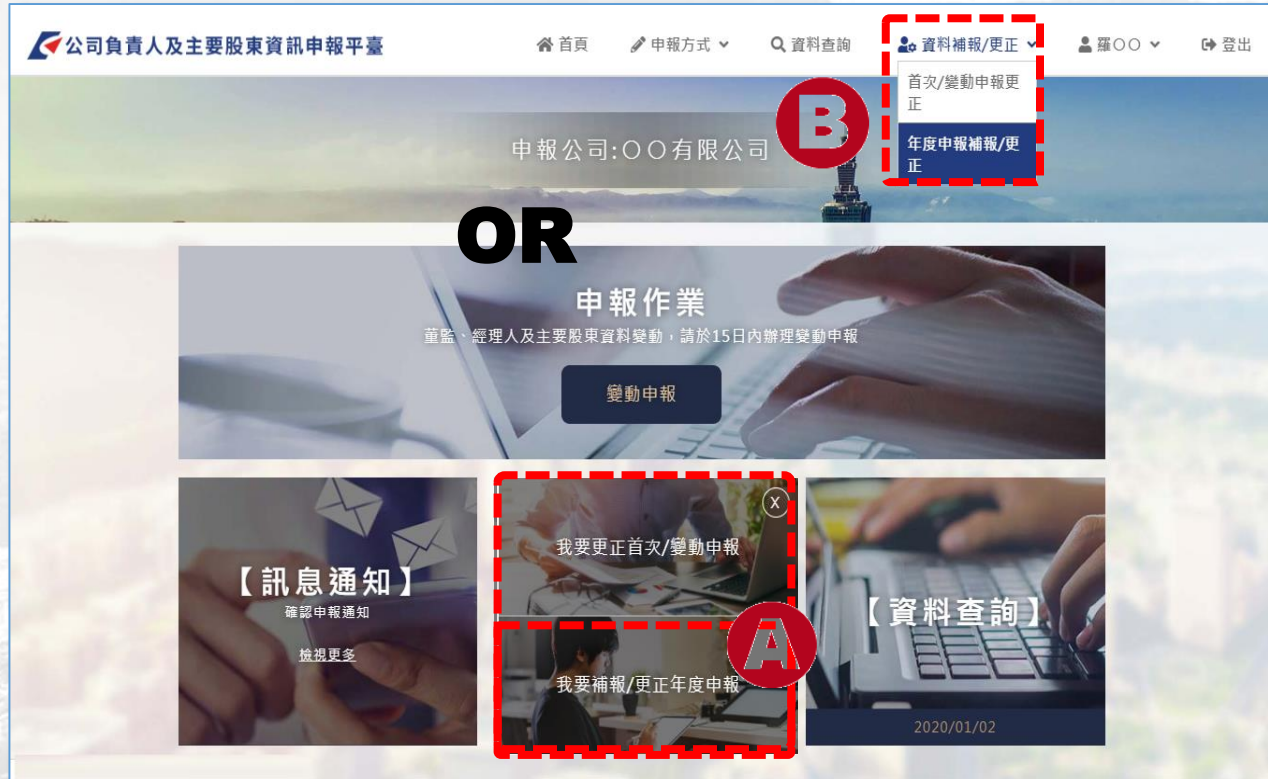 公司負責人及主要股東資訊申報平臺
首頁
申報方式
資料查詢
資料補報/更正
羅〇〇
登出
首次/變動申報更
正
年度申報補報/更
正
B
申報公司:〇〇有限公司
OR
申報作業
董監、經理人及主要股東資料變動，請於15日內辦理變動申報
變動申報
【訊息通知】
確認申報通知
檢視更多
X
我要更正首次/變動申報
A
我要補報/更正年度申報
【資料查詢】
2020/01/02